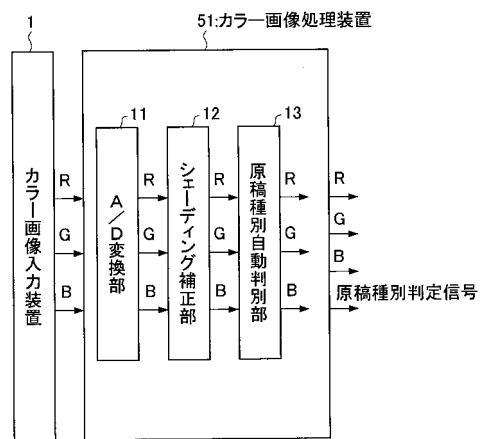 1
51:カラー画像処理装置
カラー画像入力装置
11
12
13
A/D変換部
シェーディング補正部
原稿種別自動判別部
R
R
R
R
R
G
G
G
G
G
B
B
B
B
B
原稿種別判定信号